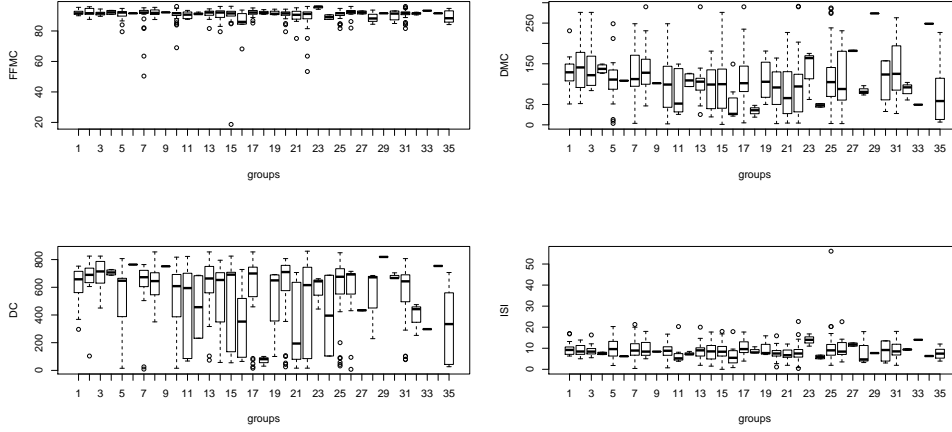 FFMC
20 40 60 80
1 3 5 7 9 11 13 15 17 19 21 23 25 27 29 31 33 35
groups
DMC
0 50 150 250
1 3 5 7 9 11 13 15 17 19 21 23 25 27 29 31 33 35
groups
DC
0 200 400 600 800
1 3 5 7 9 11 13 15 17 19 21 23 25 27 29 31 33 35
groups
ISI
0 10 20 30 40 50
1 3 5 7 9 11 13 15 17 19 21 23 25 27 29 31 33 35
groups